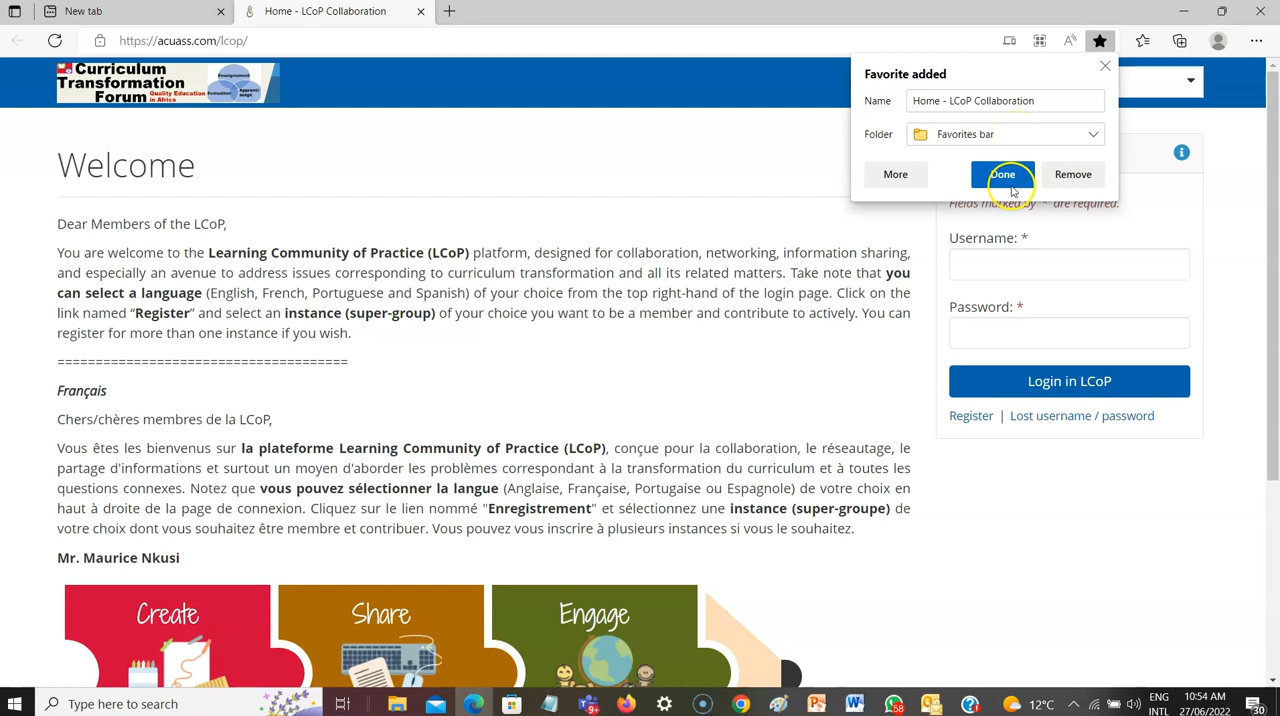 New tab
Home - LCoP Collaboration
https://acuass.com/lcop/
Curriculum
Transformation
Forum Quality Education
in Africa
Favorite added
Name Home - LCoP Collaboration
Folder Favorites bar
More Done Remove
Welcome
Fields marked by * are required.
Dear Members of the LCoP,
You are welcome to the Learning Community of Practice (LCoP) platform, designed for collaboration, networking, information sharing,
and especially an avenue to address issues corresponding to curriculum transformation and all its related matters. Take note that you
can select a language (English, French, Portuguese and Spanish) of your choice from the top right-hand of the login page. Click on the
link named “Register” and select an instance (super-group) of your choice you want to be a member and contribute to actively. You can
register for more than one instance if you wish.
=====================================
Français
Chers/chères membres de la LCoP,
Vous êtes les bienvenus sur la plateforme Learning Community of Practice (LCoP), conçue pour la collaboration, le réseautage, le
partage d'informations et surtout un moyen d'aborder les problèmes correspondant à la transformation du curriculum et à toutes les
questions connexes. Notez que vous pouvez sélectionner la langue (Anglaise, Française, Portugaise ou Espagnole) de votre choix en
haut à droite de la page de connexion. Cliquez sur le lien nommé "Enregistrement" et sélectionnez une instance (super-groupe) de
votre choix dont vous souhaitez être membre et contribuer. Vous pouvez vous inscrire à plusieurs instances si vous le souhaitez.
Mr. Maurice Nkusi
Username: *
Password: *
Login in LCoP
Register | Lost username / password
Create
Share
Engage
Type here to search
58
12°C
ENG
INTL
10:54 AM
27/06/2022
30